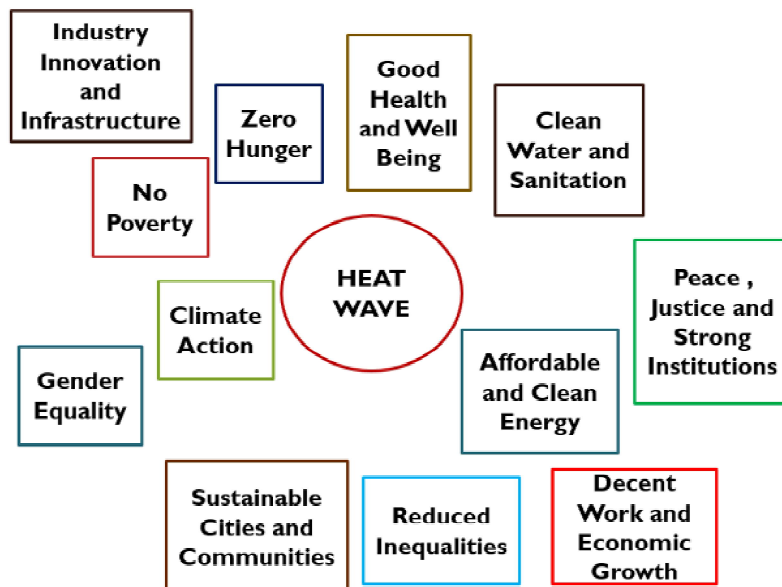 Industry
Innovation
and
Infrastructure
Zero
Hunger
Good
Health
and Well
Being
Clean
Water and
Sanitation
No
Poverty
HEAT
WAVE
Peace ,
Justice and
Strong
Institutions
Climate
Action
Gender
Equality
Affordable
and Clean
Energy
Sustainable
Cities and
Communities
Reduced
Inequalities
Decent
Work and
Economic
Growth